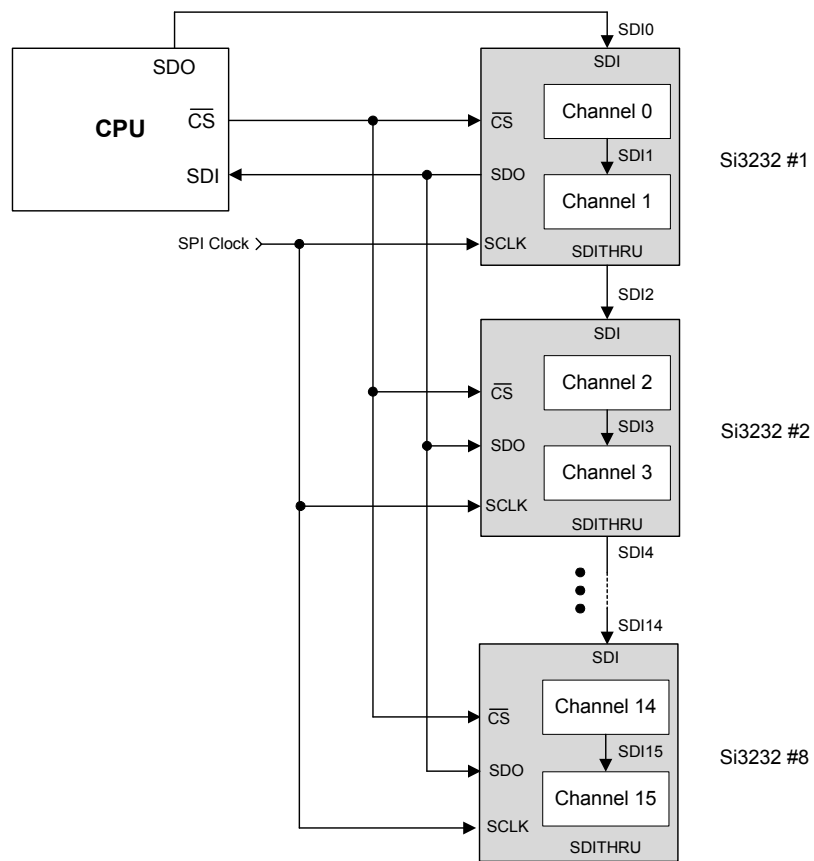 SDI0
SDO
SDI
CPU
CS
CS
Channel 0
SDI1
Si3232 #1
SDI
SDO
Channel 1
SPI Clock
SCLK
SDITHRU
SDI2
SDI
CS
Channel 2
SDI3
Si3232 #2
SDO
Channel 3
SCLK
SDITHRU
SDI4
SDI14
SDI
CS
Channel 14
SDI15
Si3232 #8
SDO
Channel 15
SCLK
SDITHRU